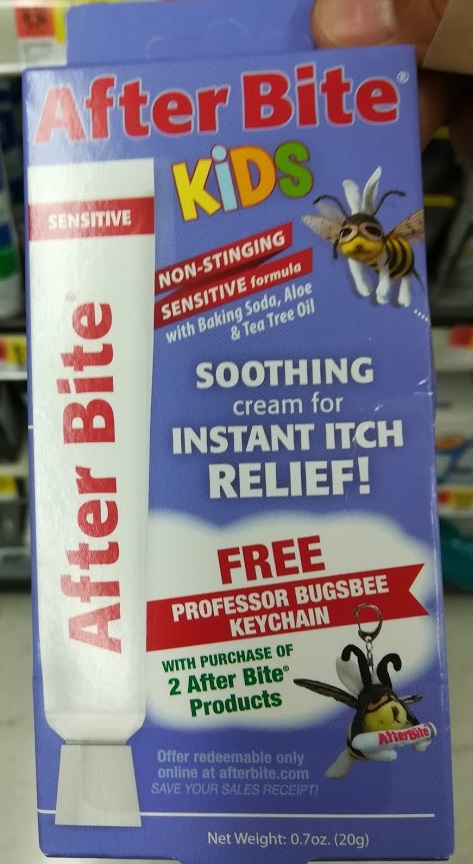 After Bite®
KiDS
SENSITIVE
After Bite®
NON-STINGING
SENSITIVE formula
with Baking Soda, Aloe
& Tea Tree Oil
SOOTHING
cream for
INSTANT ITCH
RELIEF!
FREE
PROFESSOR BUGSBEE
KEYCHAIN
WITH PURCHASE OF
2 After Bite®
Products
AfterBite
Offer redeemable only
online at afterbite.com
SAVE YOUR SALES RECEIPT!
Net Weight: 0.7oz. (20g)